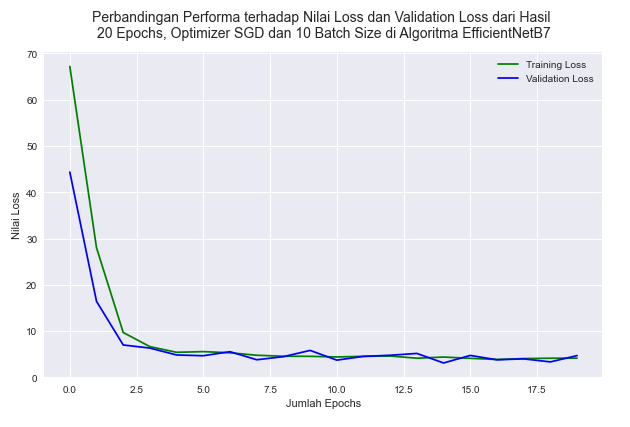 Perbandingan Performa terhadap Nilai Loss dan Validation Loss dari Hasil
20 Epochs, Optimizer SGD dan 10 Batch Size di Algoritma EfficientNetB7
70
60
50
40
30
20
10
0
Nilai Loss
Training Loss
Validation Loss
0.0 2.5 5.0 7.5 10.0 12.5 15.0 17.5
Jumlah Epochs